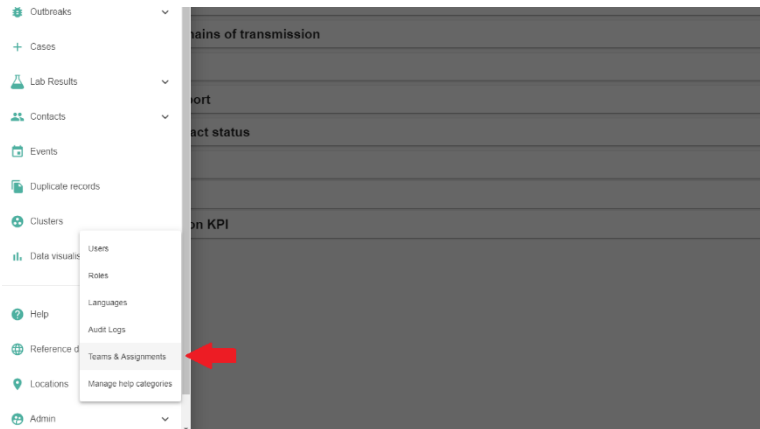 Outbreaks
Cases
Lab Results
Contacts
Events
Duplicate records
Clusters
Data visualis
Help
Reference d
Locations
Admin
Users
Roles
Languages
Audit Logs
Teams & Assignments
Manage help categories
hains of transmission
ort
act status
on KPI